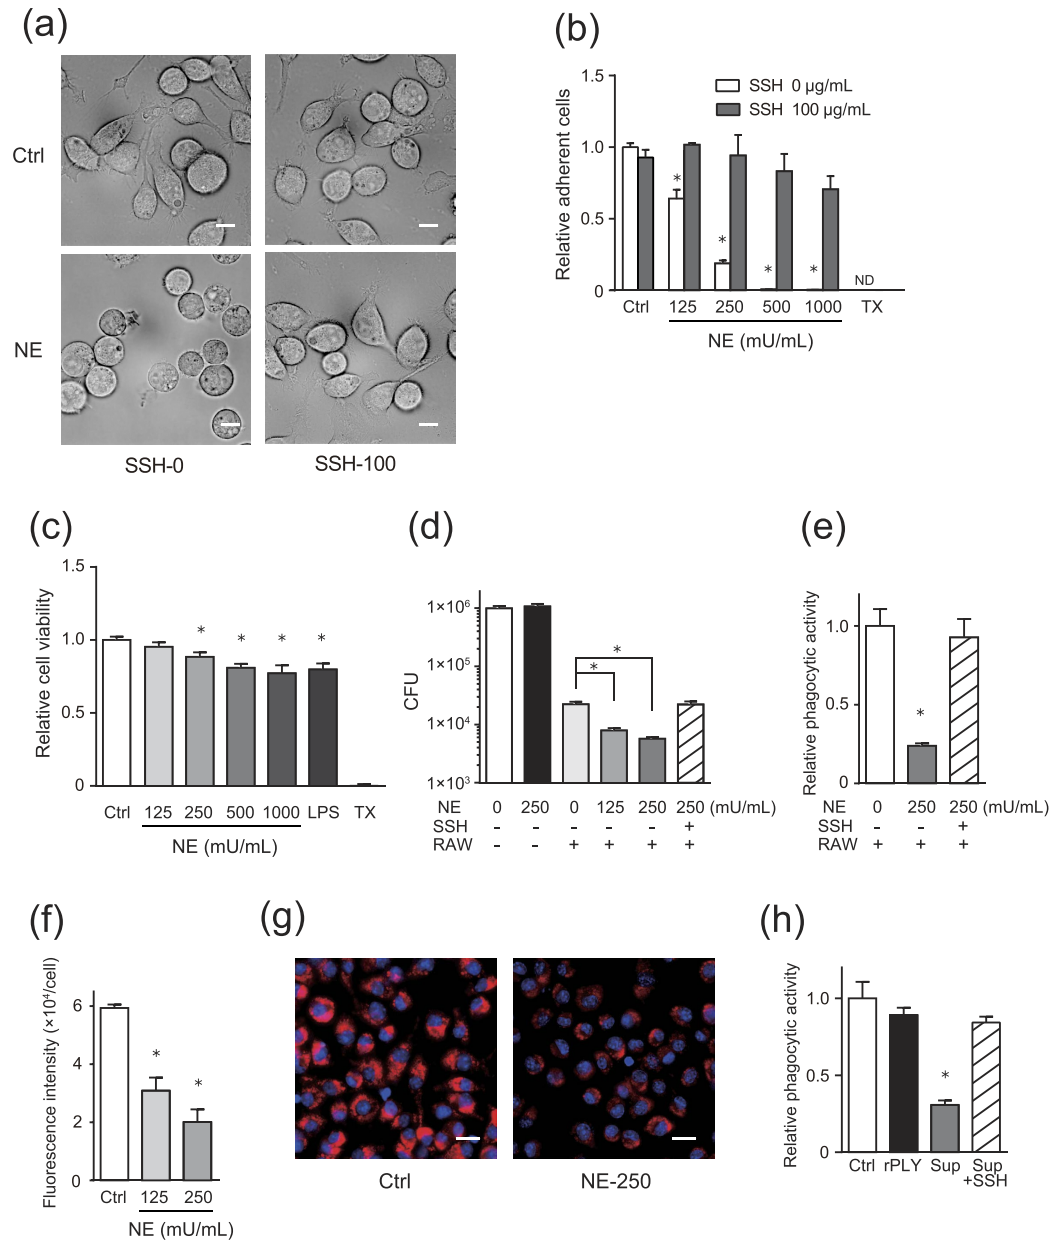 (a)
Ctrl
NE
SSH-0
SSH-100
(b)
Relative adherent cells
1.5
1.0
0.5
0
SSH 0 µg/mL
SSH 100 µg/mL
*
*
*
*
ND
Ctrl 125 250 500 1000 TX
NE (mU/mL)
(c)
Relative cell viability
1.5
1.0
0.5
0
* * * *
Ctrl 125 250 500 1000 LPS TX
NE (mU/mL)
(d)
CFU
1×10⁶
1×10⁵
1×10⁴
1×10³
*
*
NE 0 250 0 125 250 250 (mU/mL)
SSH - - - - - +
RAW - - + + + +
(e)
Relative phagocytic activity
1.0
0.5
0
*
NE 0 250 250 (mU/mL)
SSH - - +
RAW + + +
(f)
Fluorescence intensity (×10⁴/cell)
6
4
2
0
*
*
Ctrl 125 250
NE (mU/mL)
(g)
Ctrl
NE-250
(h)
Relative phagocytic activity
1.0
0.5
0
*
Ctrl rPLY Sup Sup
+SSH